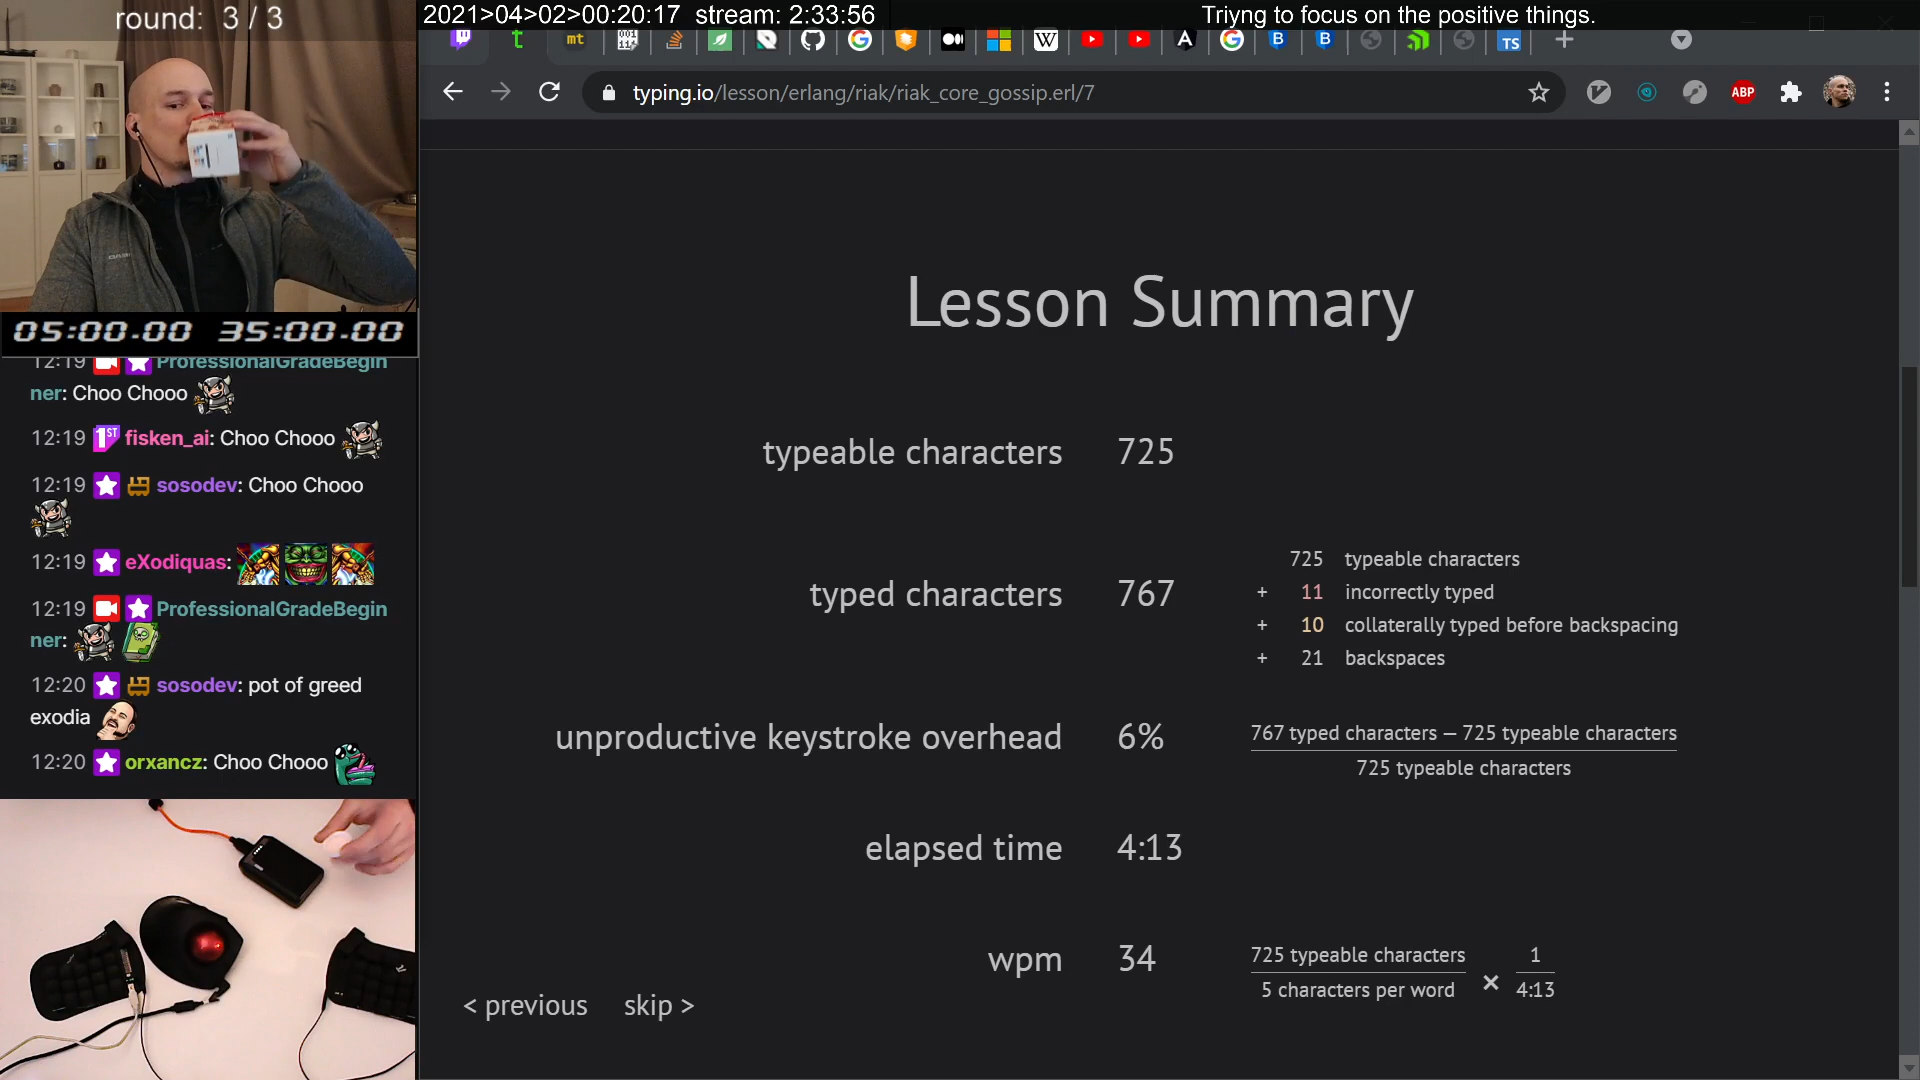 round: 3 / 3
2021>04>02>00:20:17 stream: 2:33:56
Triyng to focus on the positive things.
typing.io/lesson/erlang/riak/riak_core_gossip.erl/7
05:00.00 35:00.00
12:19 ProfessionalGradeBegin
ner: Choo Chooo
12:19 fisken_ai: Choo Chooo
12:19 sosodev: Choo Chooo
12:19 eXodiquas:
12:19 ProfessionalGradeBegin
ner:
12:20 sosodev: pot of greed
exodia
12:20 orxancz: Choo Chooo
Lesson Summary
typeable characters 725
typed characters 767
725 typeable characters
+ 11 incorrectly typed
+ 10 collaterally typed before backspacing
+ 21 backspaces
unproductive keystroke overhead 6%
767 typed characters – 725 typeable characters
725 typeable characters
elapsed time 4:13
wpm 34
725 typeable characters
5 characters per word
×
1
4:13
< previous skip >
ABP
TS
mt
W
1ST